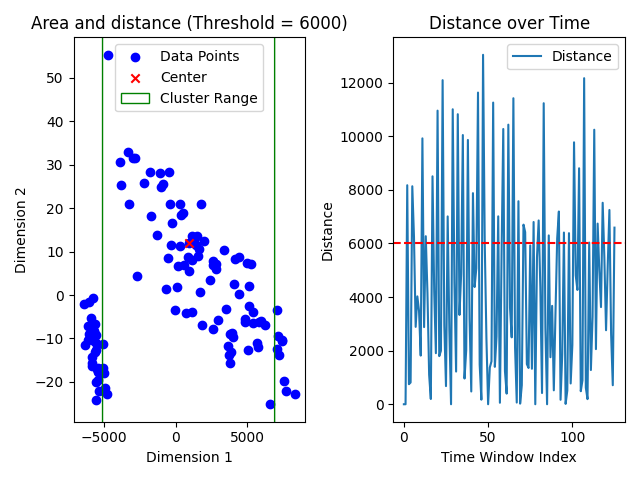 Area and distance (Threshold = 6000)
Data Points
Center
Cluster Range
50
40
30
20
10
0
−10
−20
Dimension 2
−5000
0
5000
Dimension 1
Distance over Time
Distance
12000
10000
8000
6000
4000
2000
0
Distance
0
50
100
Time Window Index